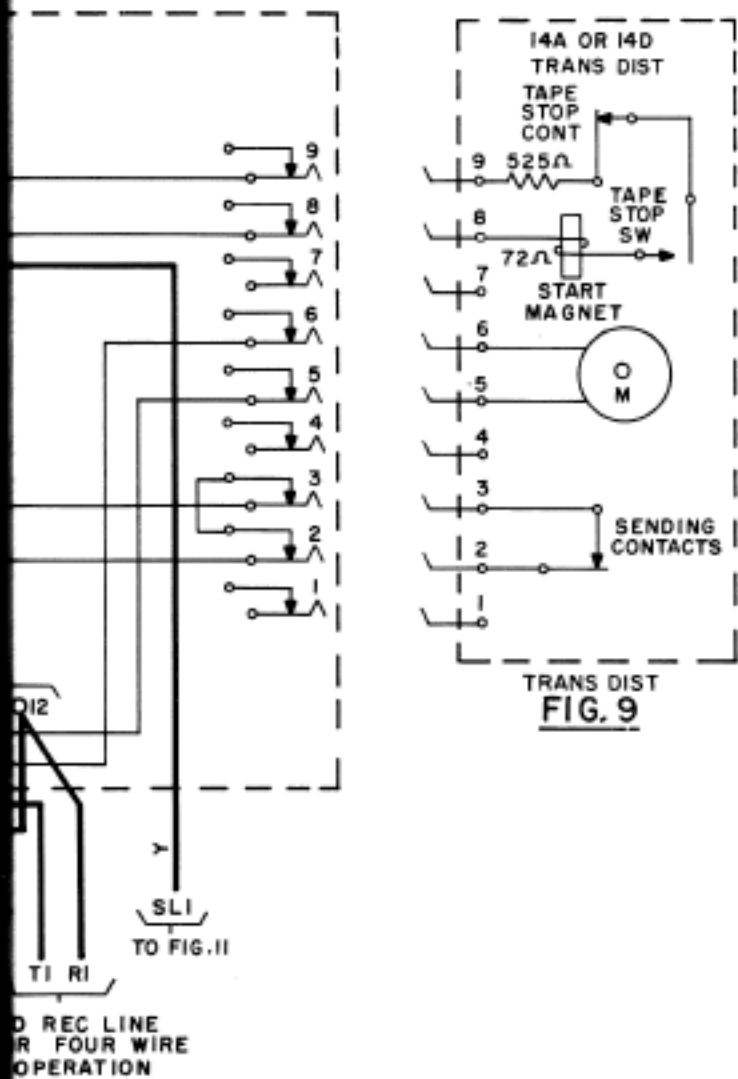 14A OR 14D
TRANS DIST
TAPE
STOP
CONT
9
8
7
6
5
4
3
2
1
9 525Ω
TAPE
STOP
SW
8
72Ω
7
START
MAGNET
6
5
M
4
3
SENDING
CONTACTS
2
1
TRANS DIST
FIG. 9
12
Y
SL1
TO FIG.11
T1 R1
REC LINE
FOUR WIRE
OPERATION